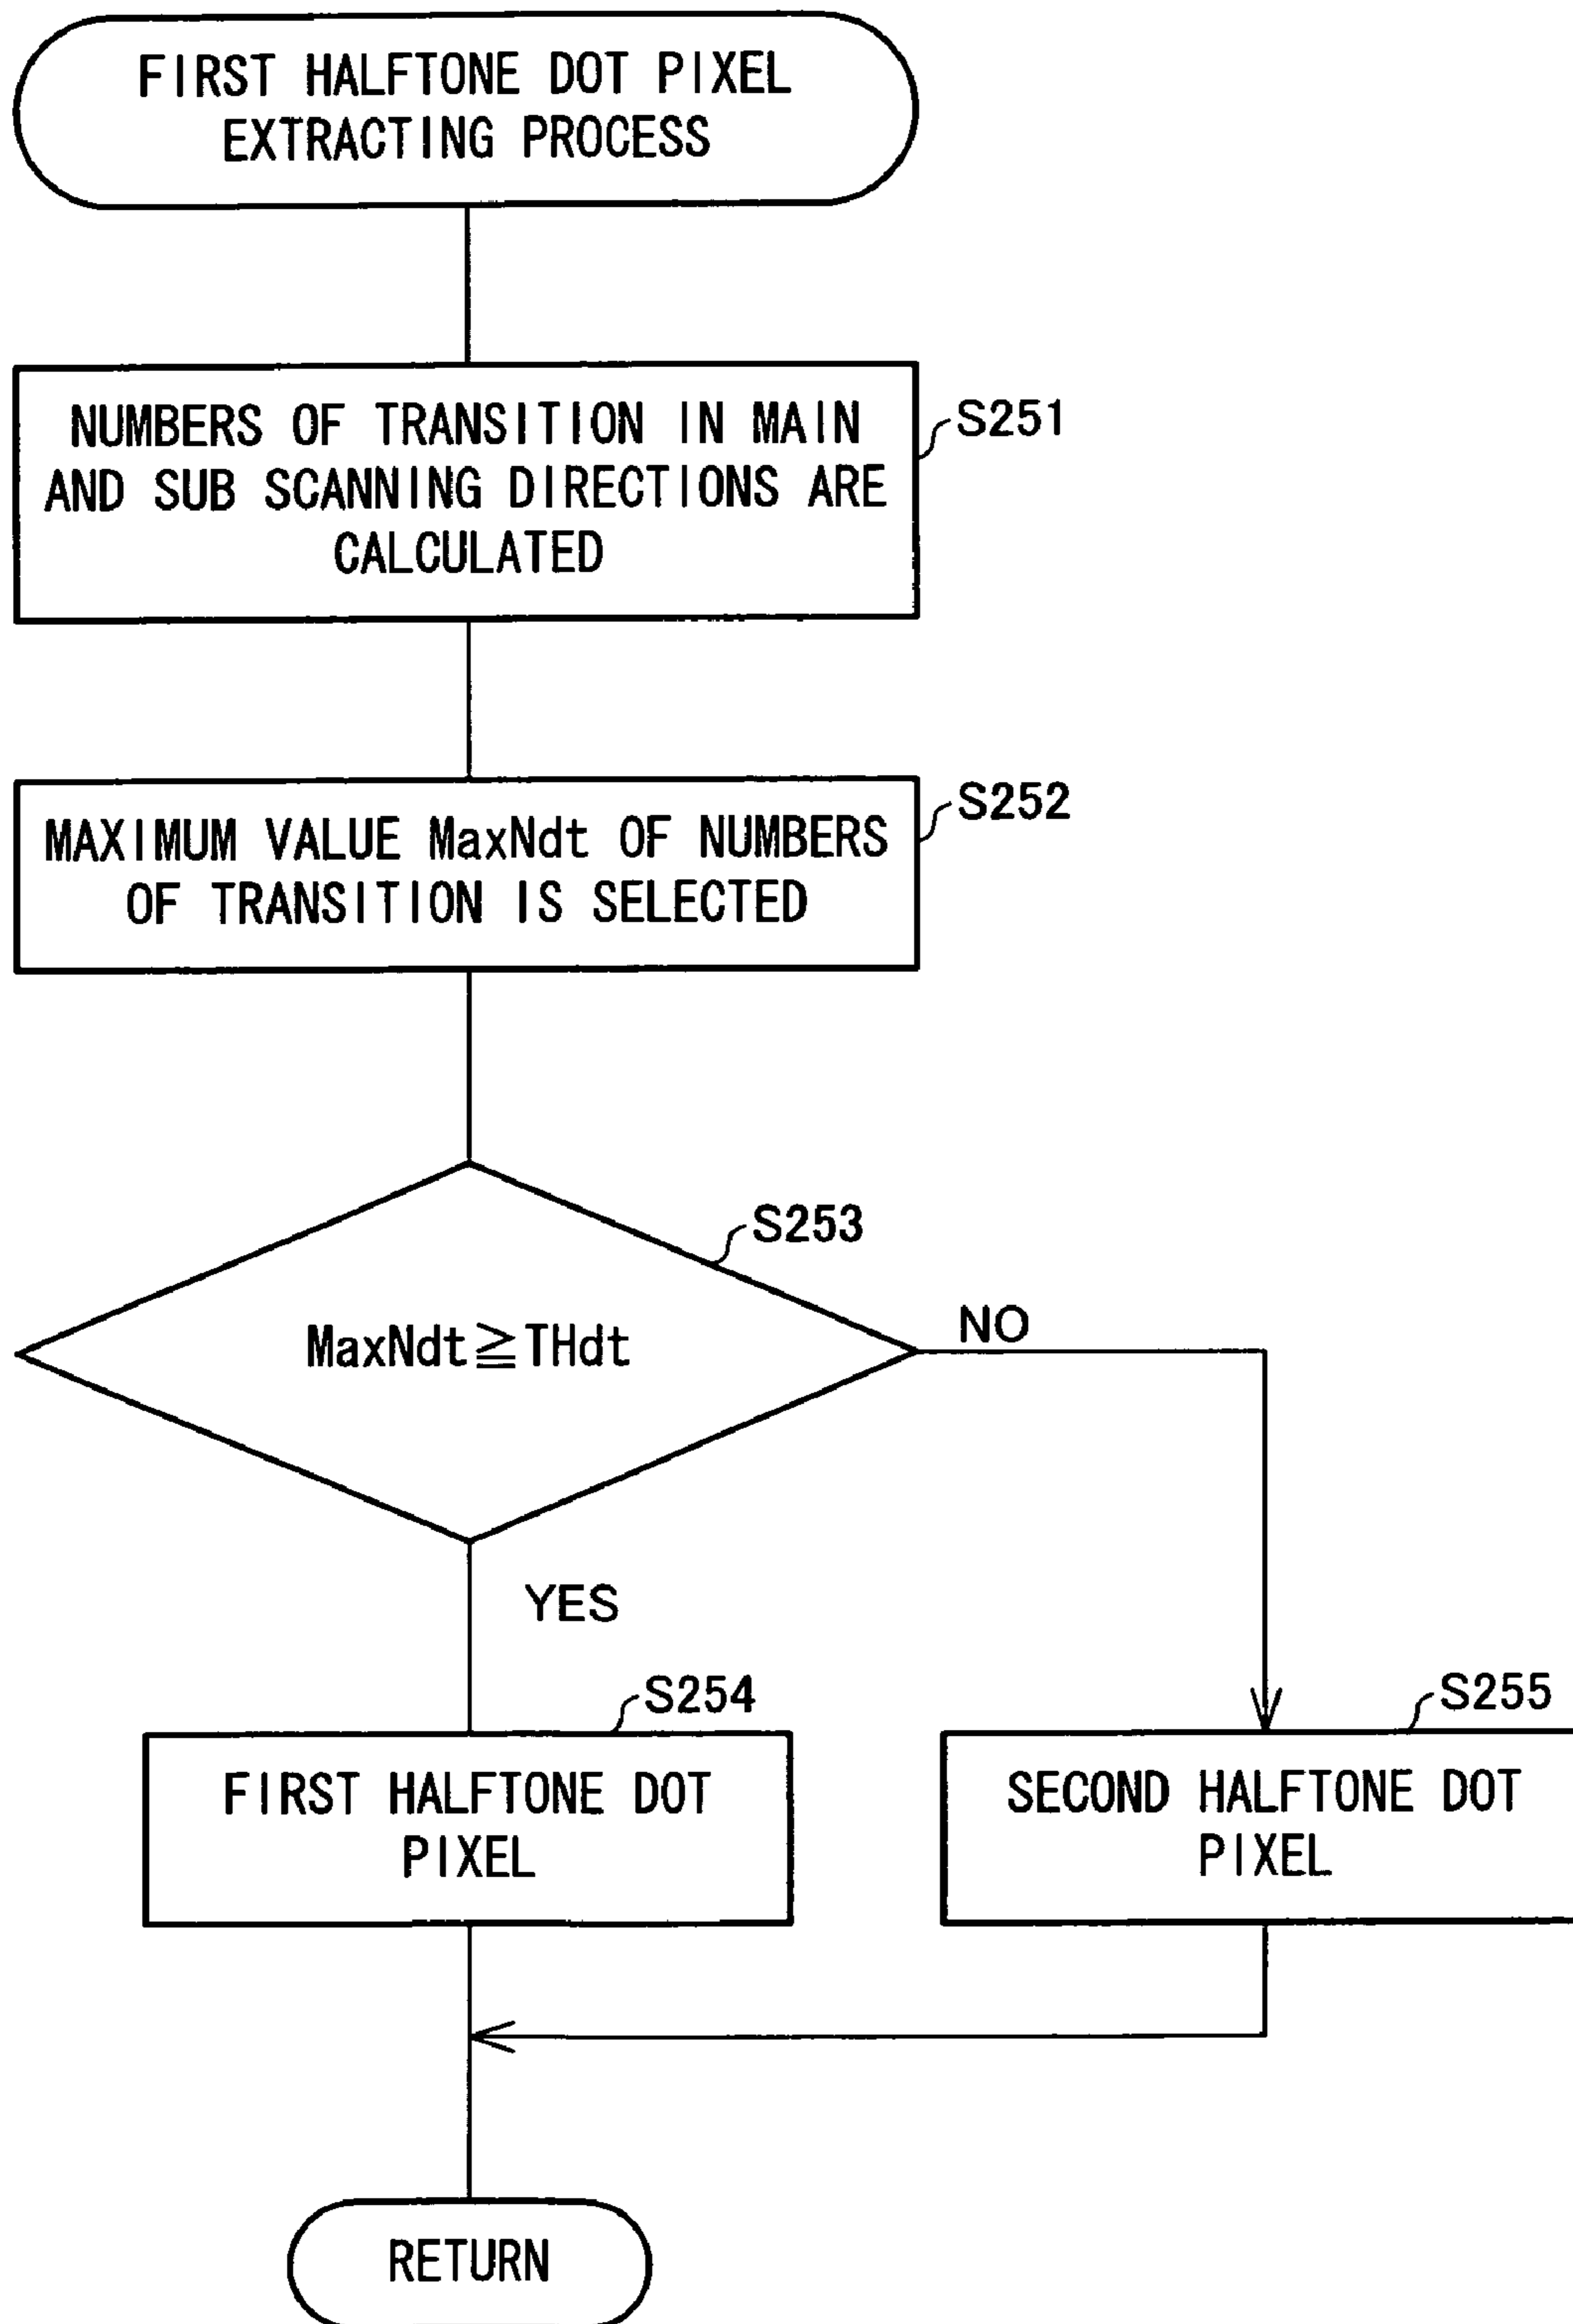 FIRST HALFTONE DOT PIXEL
EXTRACTING PROCESS
NUMBERS OF TRANSITION IN MAIN
AND SUB SCANNING DIRECTIONS ARE
CALCULATED
S251
MAXIMUM VALUE MaxNdt OF NUMBERS
OF TRANSITION IS SELECTED
S252
S253
MaxNdt≧THdt
NO
YES
S254
FIRST HALFTONE DOT
PIXEL
S255
SECOND HALFTONE DOT
PIXEL
RETURN